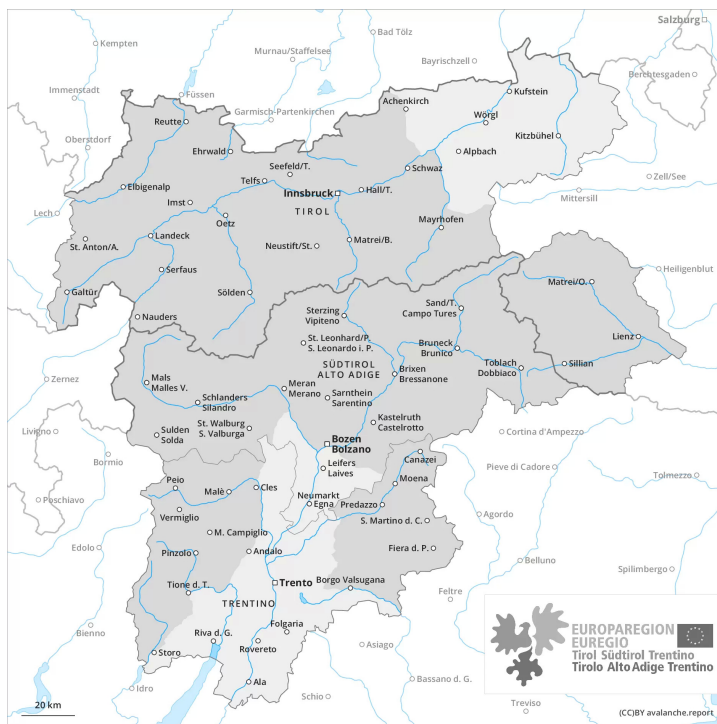 Salzburg
Kempten
Bad Tölz
Murnau/Staffelsee
Bayrischzell
Berchtesgaden
Immenstadt
Füssen
Garmisch-Partenkirchen
Achenkirch
Kufstein
Reutte
Wörgl
Oberstdorf
Ehrwald
Kitzbühel
Alpbach
Seefeld/T.
Schwaz
Zell/See
Telfs
Elbigenalp
Innsbruck
Hall/T.
Mittersill
Imst
TIROL
Lech
Oetz
Mayrhofen
Landeck
St. Anton/A.
Neustift/St.
Matrei/B.
Serfaus
Heiligenblut
Galtür
Sölden
Matrei/O.
Sand/T.
Campo Tures
Nauders
Sterzing
Vipiteno
Lienz
St. Leonhard/P.
S. Leonardo i. P.
Bruneck
Brunico
SÜDTIROL
ALTO ADIGE
Toblach
Dobbiaco
Sillian
Zernez
Mals
Malles V.
Meran
Merano
Brixen
Bressanone
Sarnthein
Sarentino
Schlanders
Silandro
St. Walburg
S. Valburga
Kastelruth
Castelrotto
Livigno
Sulden
Solda
Cortina d'Ampezzo
Bozen
Bolzano
Bormio
Canazei
Leifers
Laives
Pieve di Cadore
Tolmezzo
Poschiavo
Peio
Malè
Cles
Moena
Neumarkt
Egna
Predazzo
Vermiglio
S. Martino d. C.
Agordo
M. Campiglio
Edolo
Pinzolo
Andalo
Fiera d. P.
Belluno
Spilimbergo
Tione d. T.
Trento
Borgo Valsugana
Feltre
TRENTINO
Folgaria
Bienno
Riva d. G.
Rovereto
Asiago
Storo
Ala
Idro
Schio
Bassano d. G.
Treviso
EUROPAREGION
EUREGIO
Tirol Südtirol Trentino
Tirolo Alto Adige Trentino
20 km
(CC)BY avalanche.report